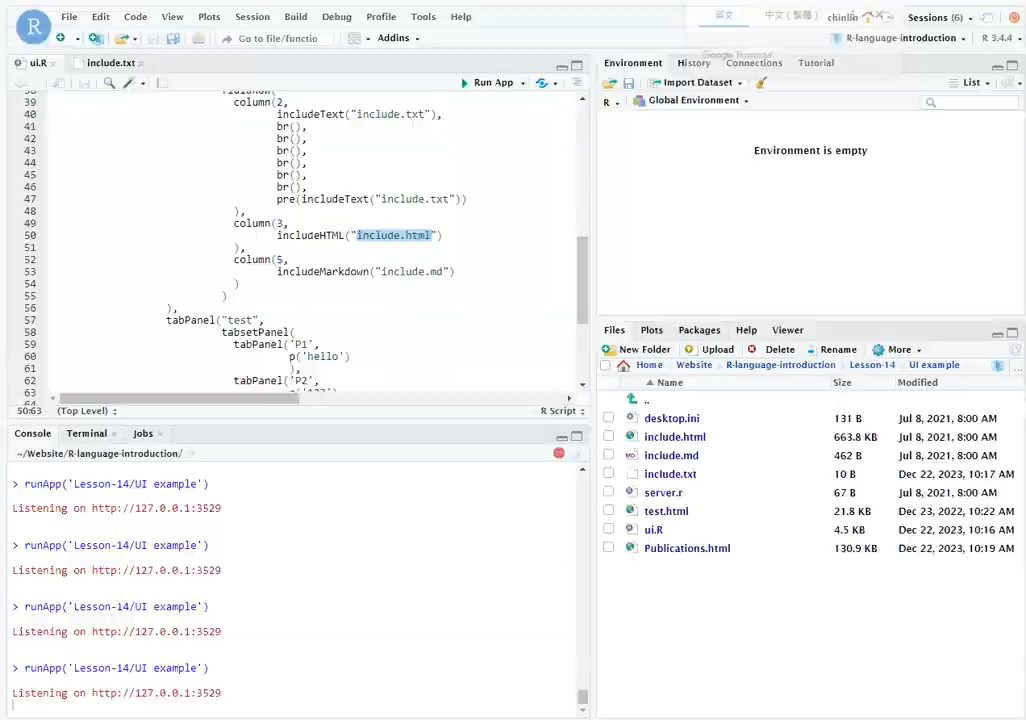 File Edit Code View Plots Session Build Debug Profile Tools Help
英文 中文 (繁體) chinlin Sessions (6)
Go to file/functio Addins R-language-introduction R 3.4.4
Google Translate
ui.R include.txt
Run App
39 column(2,
40 includeText("include.txt"),
41 br(),
42 br(),
43 br(),
44 br(),
45 br(),
46 br(),
47 pre(includeText("include.txt"))
48 ),
49 column(3,
50 includeHTML("include.html")
51 ),
52 column(5,
53 includeMarkdown("include.md")
54 )
55 )
56 ),
57 tabPanel("test",
58 tabsetPanel(
59 tabPanel('P1',
60 p('hello')
61 ),
62 tabPanel('P2',
63
50:63 (Top Level) R Script
Console Terminal Jobs
~/Website/R-language-introduction/
> runApp('Lesson-14/UI example')
Listening on http://127.0.0.1:3529
> runApp('Lesson-14/UI example')
Listening on http://127.0.0.1:3529
> runApp('Lesson-14/UI example')
Listening on http://127.0.0.1:3529
> runApp('Lesson-14/UI example')
Listening on http://127.0.0.1:3529
Environment History Connections Tutorial
Import Dataset List
R Global Environment
Environment is empty
Files Plots Packages Help Viewer
New Folder Upload Delete Rename More
Home Website R-language-introduction Lesson-14 UI example ...
Name Size Modified
..
desktop.ini 131 B Jul 8, 2021, 8:00 AM
include.html 663.8 KB Jul 8, 2021, 8:00 AM
include.md 462 B Jul 8, 2021, 8:00 AM
include.txt 10 B Dec 22, 2023, 10:17 AM
server.r 67 B Jul 8, 2021, 8:00 AM
test.html 21.8 KB Dec 23, 2022, 10:22 AM
ui.R 4.5 KB Dec 22, 2023, 10:16 AM
Publications.html 130.9 KB Dec 22, 2023, 10:19 AM